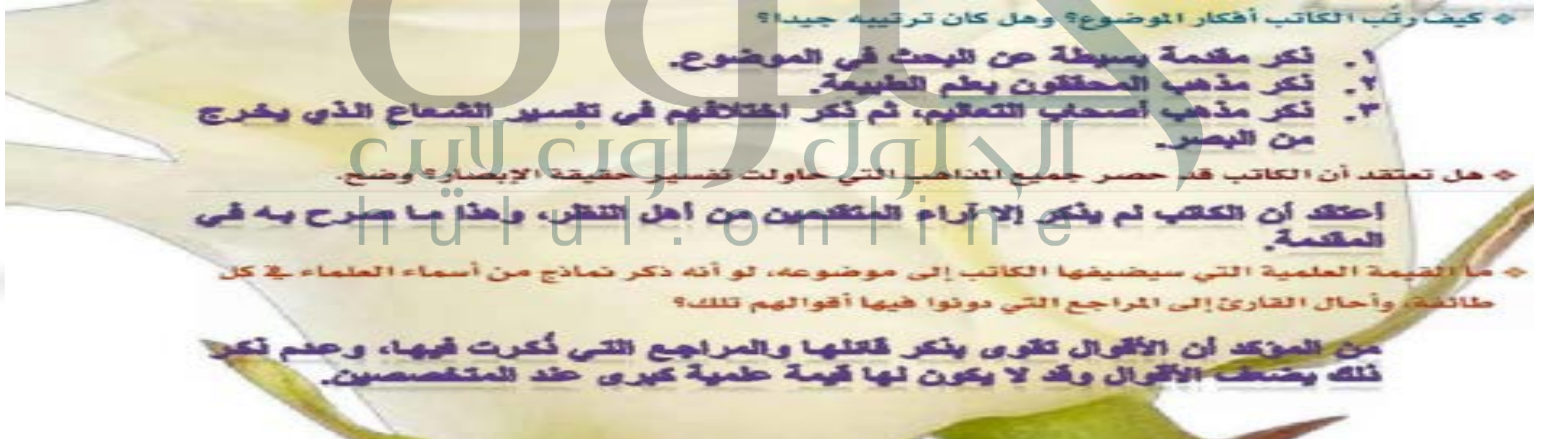 ❖ كيف رتَّب الكاتب أفكار الموضوع؟ وهل كان ترتيبه جيدا؟
١. ذكر مقدمة بسيطة عن البحث في الموضوع.
٢. ذكر مذهب المحققون بعلم الطبيعة.
٣. ذكر مذهب أصحاب التعاليم، ثم ذكر اختلافهم في تفسير الشعاع الذي يخرج
من البصر.
الحلول اون لاين
❖ هل تعتقد أن الكاتب قد حصر جميع المذاهب التي حاولت تفسير حقيقة الإبصار؟ وضح.
أعتقد أن الكاتب لم يذكر إلا آراء المتقدمين من أهل النظر، وهذا ما صرح به في
hulul.online
المقدمة.
❖ ما القيمة العلمية التي سيضيفها الكاتب إلى موضوعه، لو أنه ذكر نماذج من أسماء العلماء في كل
طائفة، وأحال القارئ إلى المراجع التي دونوا فيها أقوالهم تلك؟
من المؤكد أن الأقوال تقوى بذكر قائلها والمراجع التي ذُكرت فيها، وعدم ذكر
ذلك يضعف الأقوال وقد لا يكون لها قيمة علمية كبرى عند المتخصصين.